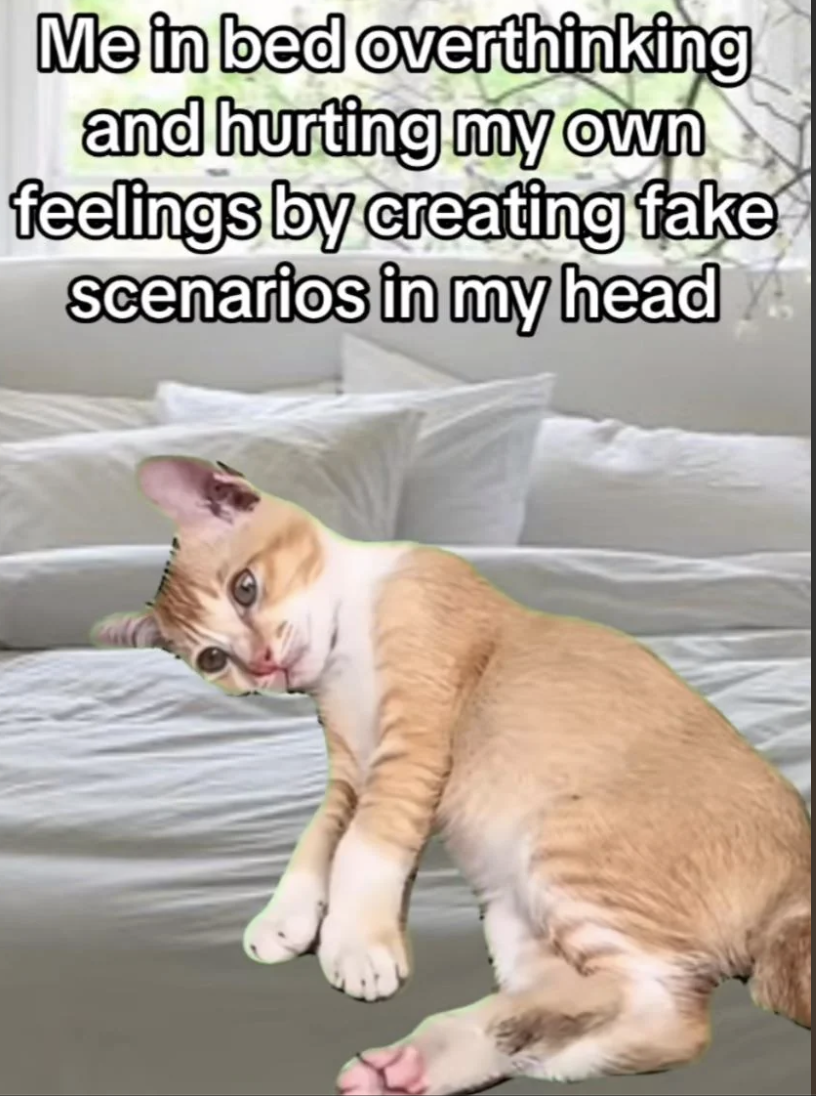 Me in bed overthinking
and hurting my own
feelings by creating fake
scenarios in my head